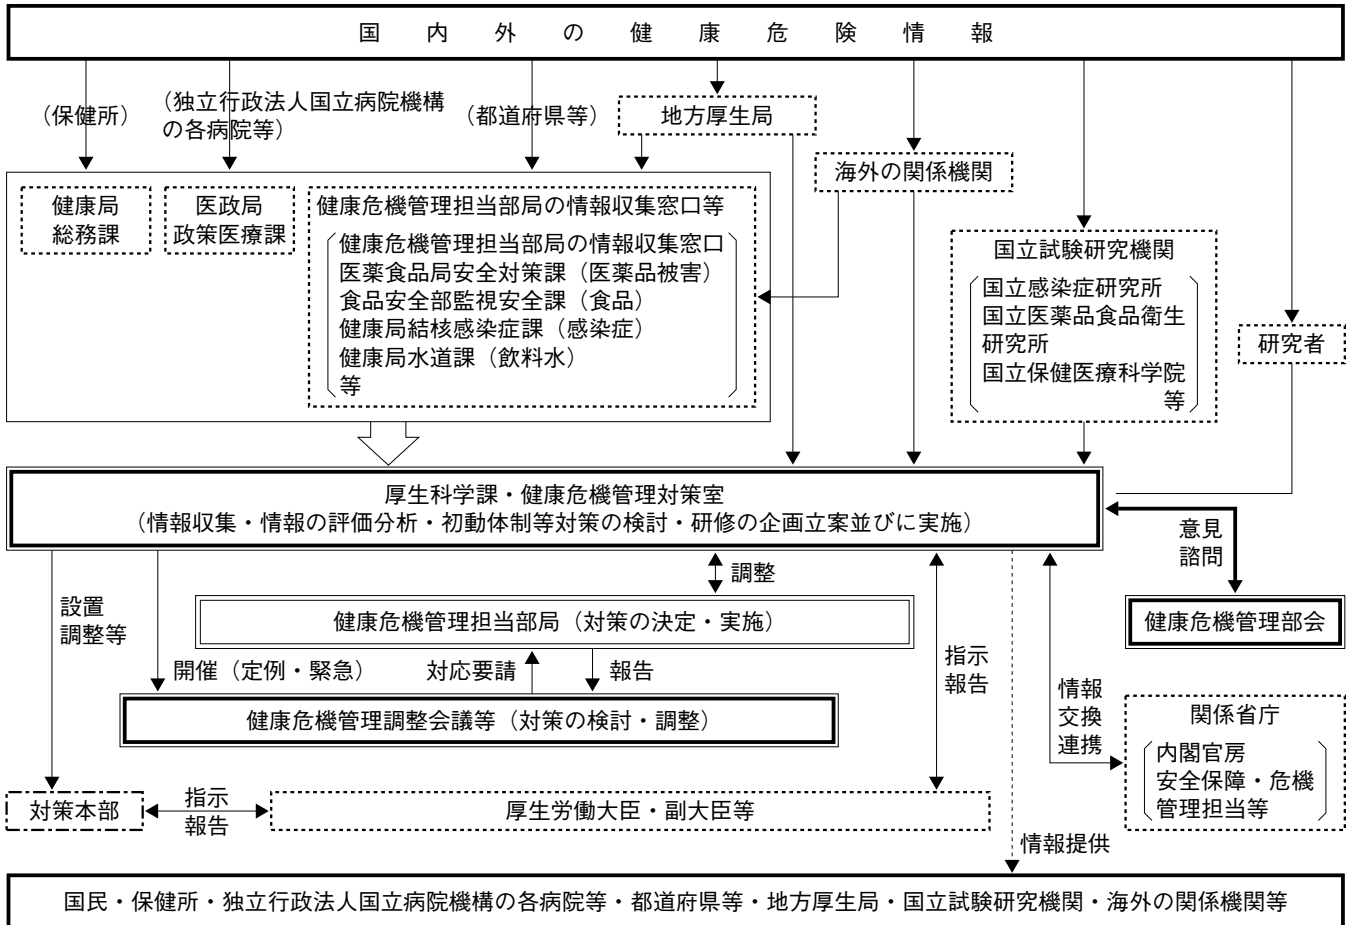 国内外の健康危険情報
（保健所）
（独立行政法人国立病院機構
の各病院等）
（都道府県等）
地方厚生局
海外の関係機関
健康局
総務課
医政局
政策医療課
健康危機管理担当部局の情報収集窓口等
健康危機管理担当部局の情報収集窓口
医薬食品局安全対策課（医薬品被害）
食品安全部監視安全課（食品）
健康局結核感染症課（感染症）
健康局水道課（飲料水）
等
国立試験研究機関
国立感染症研究所
国立医薬品食品衛生
研究所
国立保健医療科学院
等
研究者
厚生科学課・健康危機管理対策室
（情報収集・情報の評価分析・初動体制等対策の検討・研修の企画立案並びに実施）
意見
諮問
調整
設置
調整等
健康危機管理担当部局（対策の決定・実施）
健康危機管理部会
開催（定例・緊急）
対応要請
報告
指示
報告
健康危機管理調整会議等（対策の検討・調整）
情報
交換
連携
関係省庁
内閣官房
安全保障・危機
管理担当等
対策本部
指示
報告
厚生労働大臣・副大臣等
情報提供
国民・保健所・独立行政法人国立病院機構の各病院等・都道府県等・地方厚生局・国立試験研究機関・海外の関係機関等